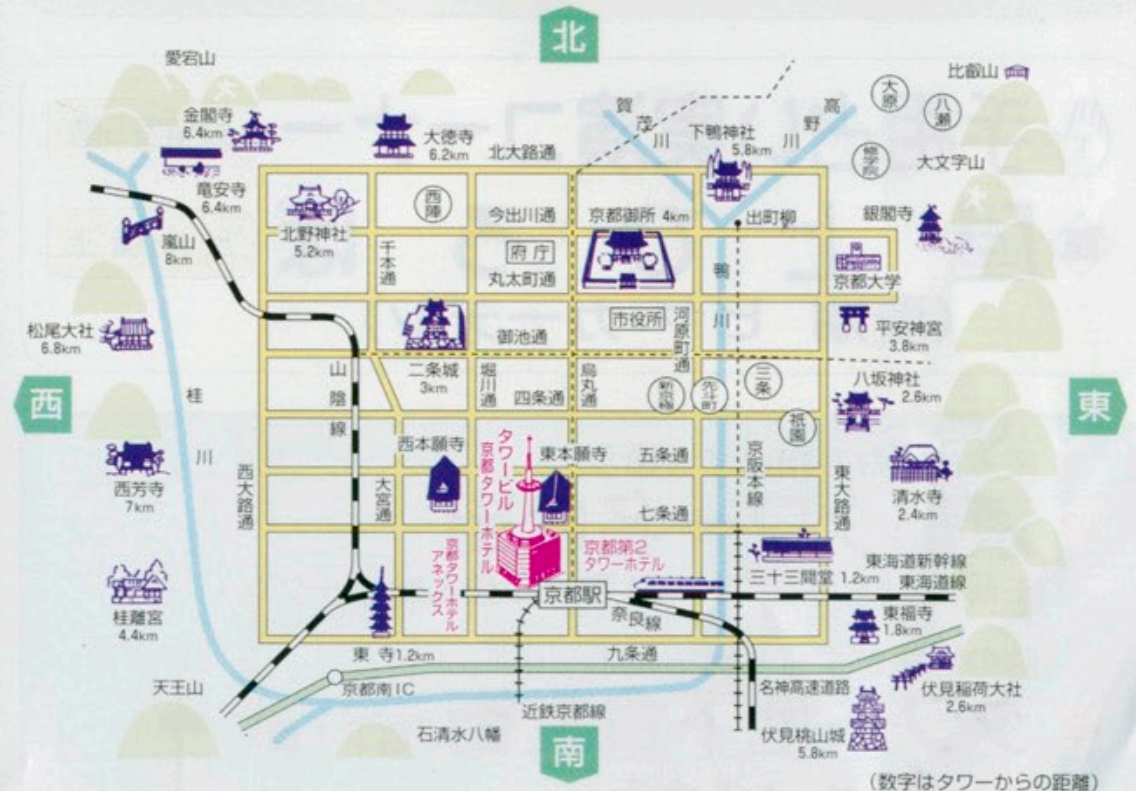 北
愛宕山
比叡山
大原
八瀬
賀茂川
高野川
金閣寺
6.4km
大徳寺
6.2km
北大路通
下鴨神社
5.8km
修学院
大文字山
竜安寺
6.4km
西陣
今出川通
京都御所 4km
出町柳
銀閣寺
嵐山
8km
北野神社
5.2km
千本通
府庁
丸太町通
鴨川
京都大学
松尾大社
6.8km
御池通
市役所
河原町通
平安神宮
3.8km
西
桂川
山陰線
二条城
3km
堀川通
四条通
烏丸通
新京極
先斗町
三条
祇園
八坂神社
2.6km
東
西芳寺
7km
西大路通
大宮通
西本願寺
タワービル
京都タワーホテル
東本願寺
五条通
七条通
京阪本線
東大路通
清水寺
2.4km
京都タワーホテル
アネックス
京都第2
タワーホテル
三十三間堂 1.2km
東海道新幹線
東海道線
桂離宮
4.4km
京都駅
奈良線
東福寺
1.8km
東寺1.2km
九条通
天王山
京都南IC
名神高速道路
伏見稲荷大社
2.6km
近鉄京都線
石清水八幡
伏見桃山城
5.8km
南
(数字はタワーからの距離)